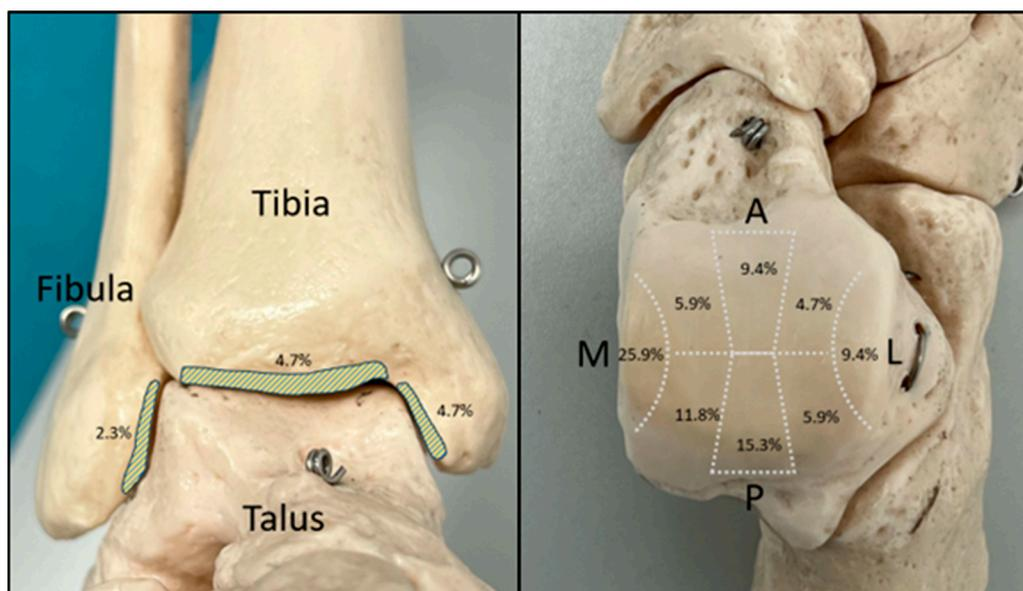 Tibia
Fibula
4.7%
4.7%
2.3%
Talus
A
9.4%
5.9% 4.7%
M 25.9% 9.4% L
11.8% 5.9%
15.3%
P